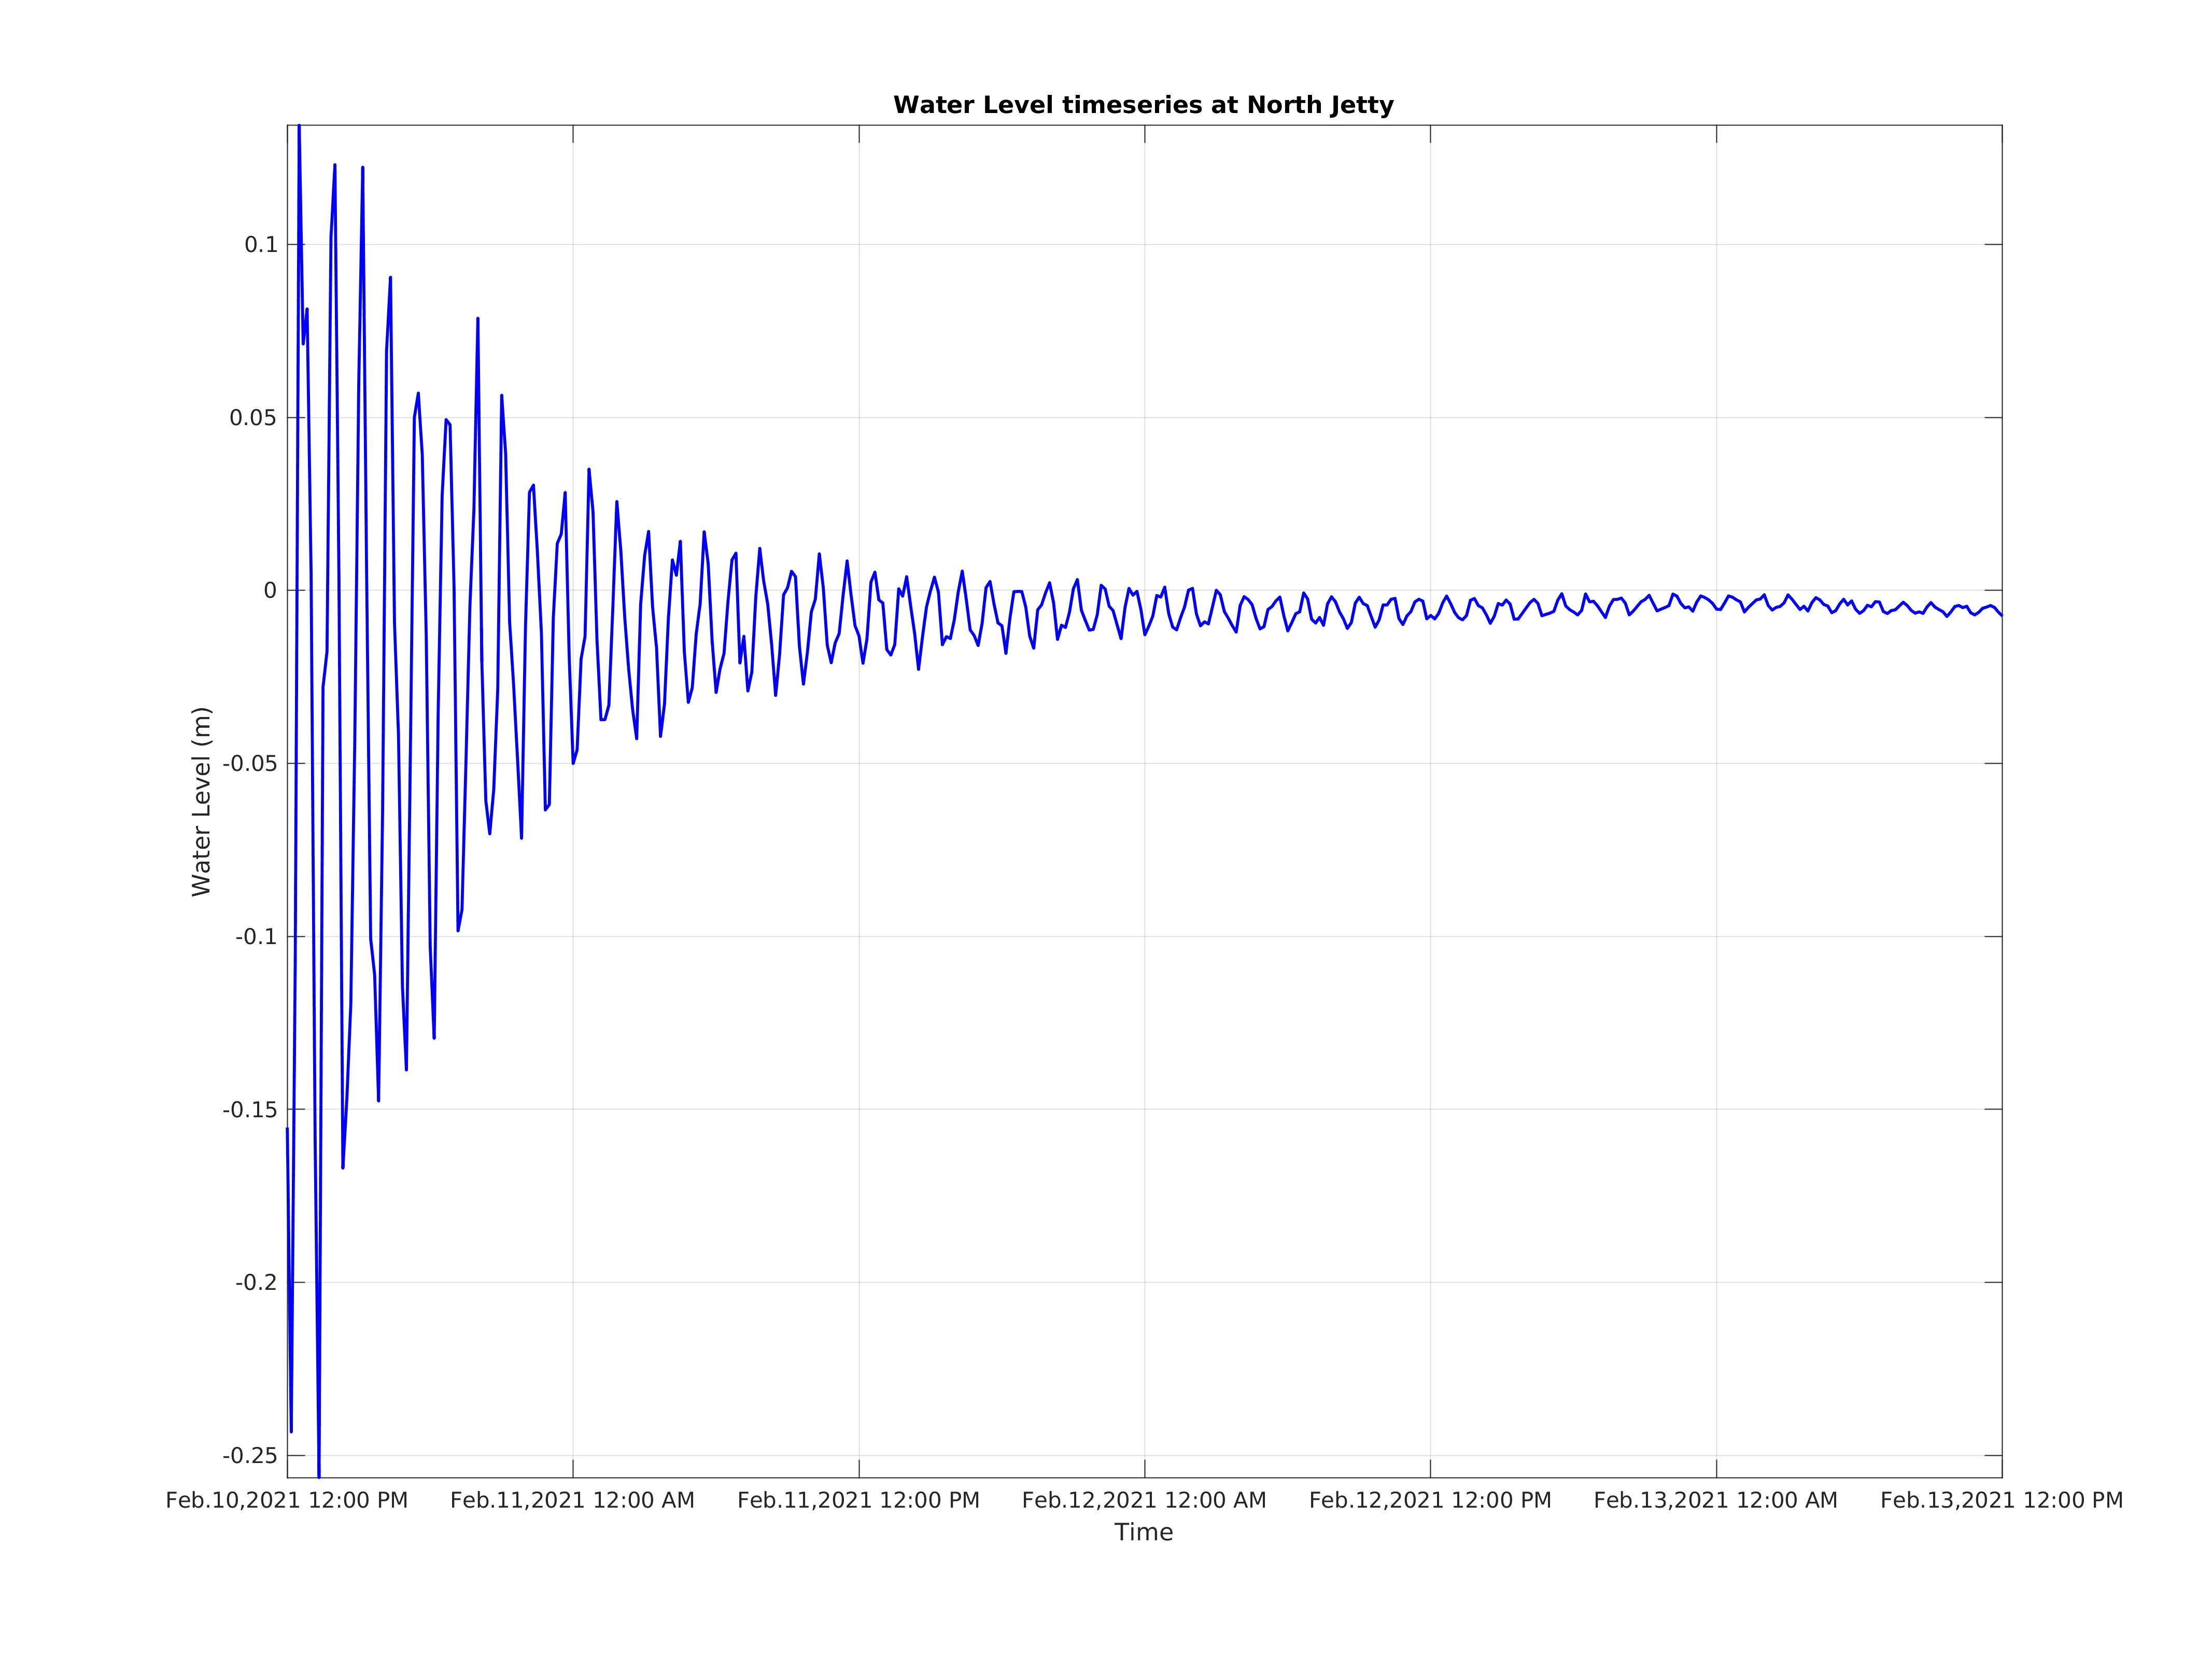 Water Level timeseries at North Jetty
0.1
0.05
0
-0.05
-0.1
-0.15
-0.2
-0.25
Water Level (m)
Feb.10,2021 12:00 PM Feb.11,2021 12:00 AM Feb.11,2021 12:00 PM Feb.12,2021 12:00 AM Feb.12,2021 12:00 PM Feb.13,2021 12:00 AM Feb.13,2021 12:00 PM
Time